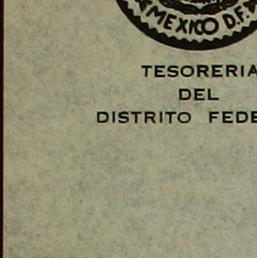 MEXICO D.F.
TESORERIA
DEL
DISTRITO FEDE